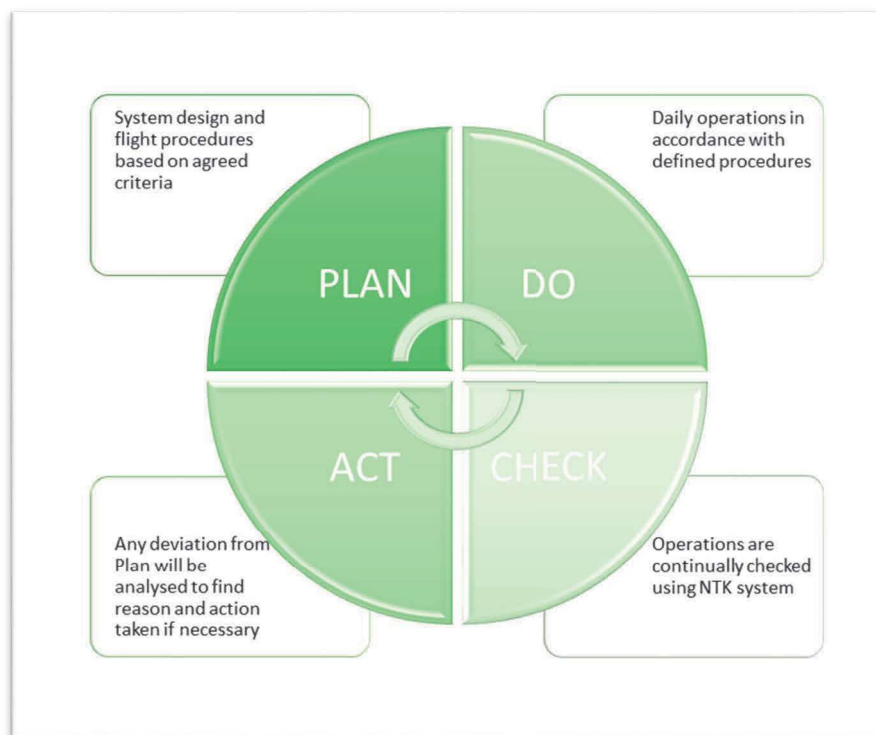 System design and
flight procedures
based on agreed
criteria
Daily operations in
accordance with
defined procedures
PLAN
DO
ACT
CHECK
Any deviation from
Plan will be
analysed to find
reason and action
taken if necessary
Operations are
continually checked
using NTK system